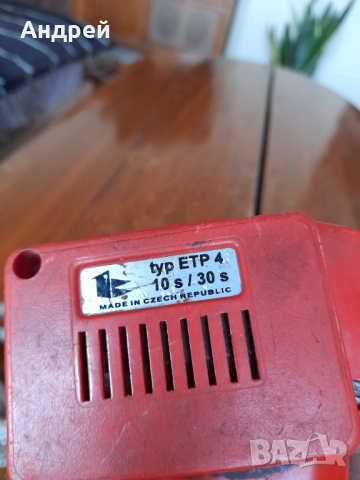 Андрей
typ ETP 4
10 s / 30 s
MADE IN CZECH REPUBLIC
BAZAR